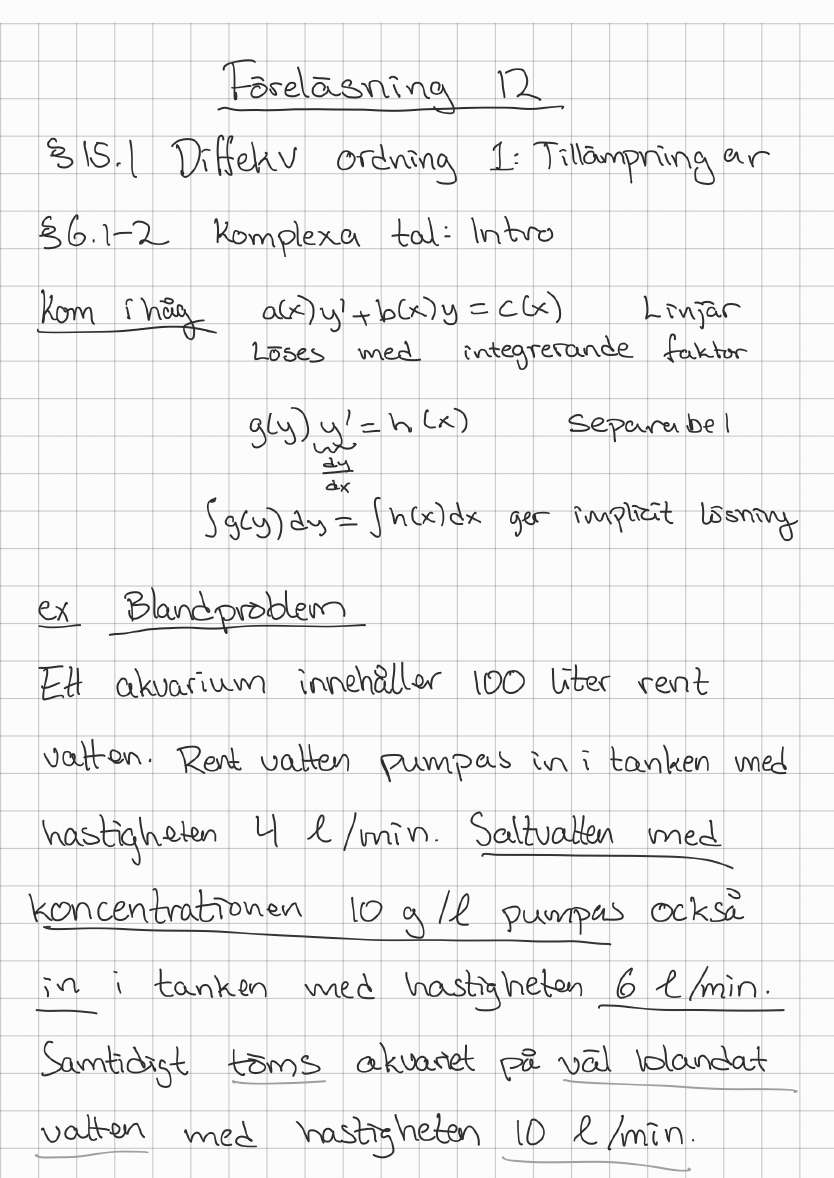 Föreläsning 12
§ 15.1 Diffekv ordning 1: Tillämpningar
§ 6.1-2 Komplexa tal: Intro
Kom ihåg a(x)y' + b(x)y = c(x) Linjär
Löses med integrerande faktor
g(y) y' = h(x) separabel
dy/dx
∫g(y)dy = ∫h(x)dx ger implicit lösning
ex Blandproblem
Ett akvarium innehåller 100 liter rent
vatten. Rent vatten pumpas in i tanken med
hastigheten 4 l/min. Saltvatten med
koncentrationen 10 g/l pumpas också
in i tanken med hastigheten 6 l/min.
Samtidigt töms akvariet på väl blandat
vatten med hastigheten 10 l/min.